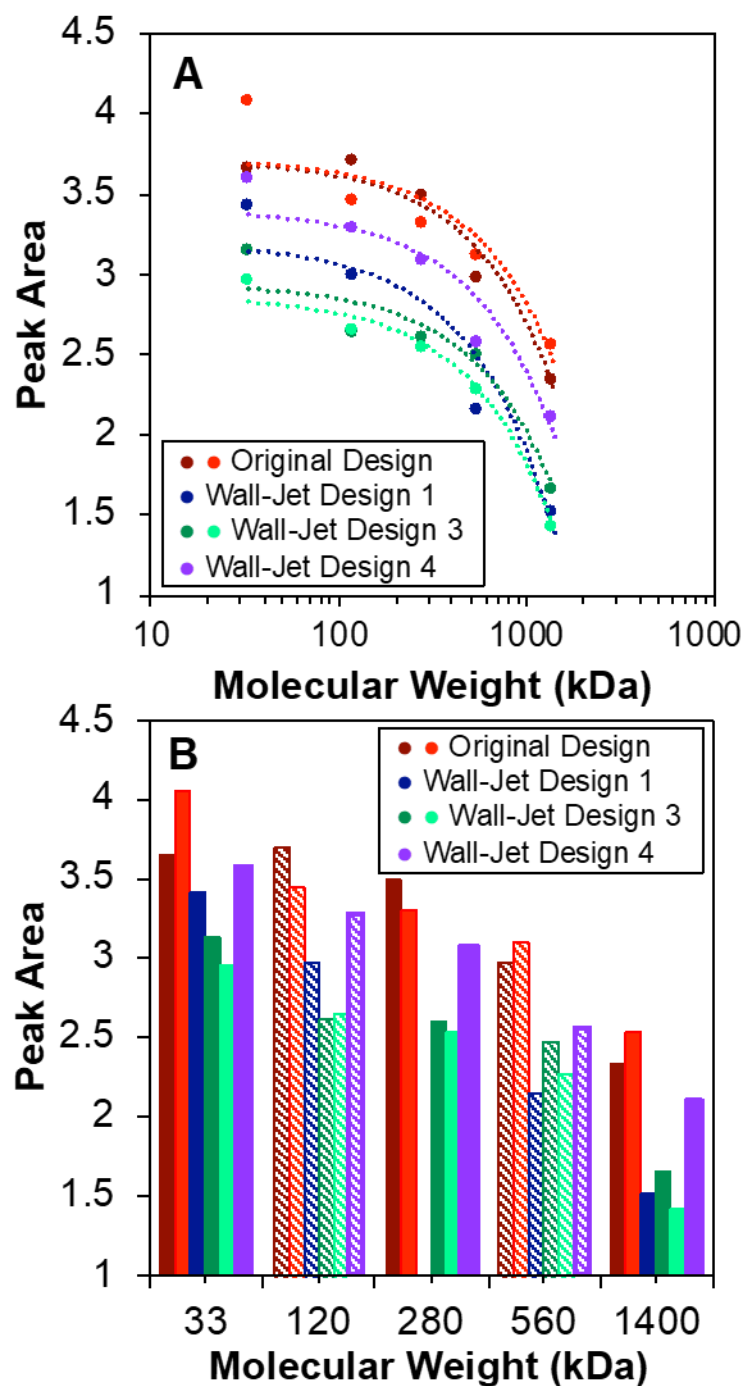 A
4.5
4
3.5
3
2.5
2
1.5
1
Peak Area
Original Design
Wall-Jet Design 1
Wall-Jet Design 3
Wall-Jet Design 4
10 100 1000 1000
Molecular Weight (kDa)
B
4.5
4
3.5
3
2.5
2
1.5
1
Peak Area
Original Design
Wall-Jet Design 1
Wall-Jet Design 3
Wall-Jet Design 4
33 120 280 560 1400
Molecular Weight (kDa)